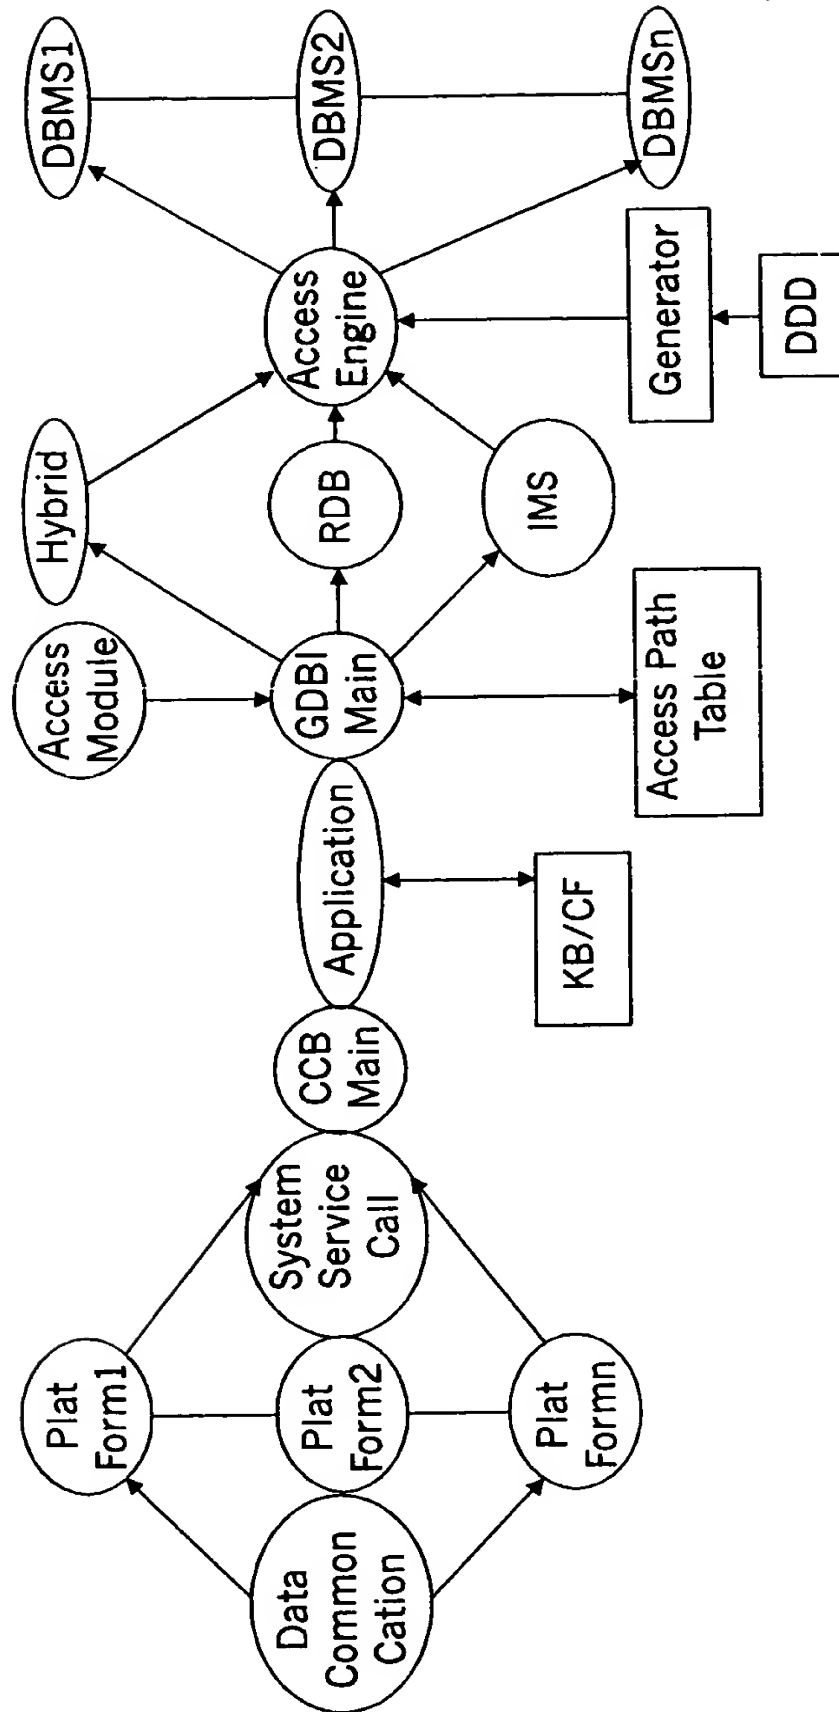 Plat
Form1
Data
Common
Cation
Plat
Form2
Plat
Formn
System
Service
Call
CCB
Main
Application
KB/CF
Access
Module
GDBI
Main
Access Path
Table
Hybrid
RDB
IMS
Access
Engine
Generator
DDD
DBMS1
DBMS2
DBMSn